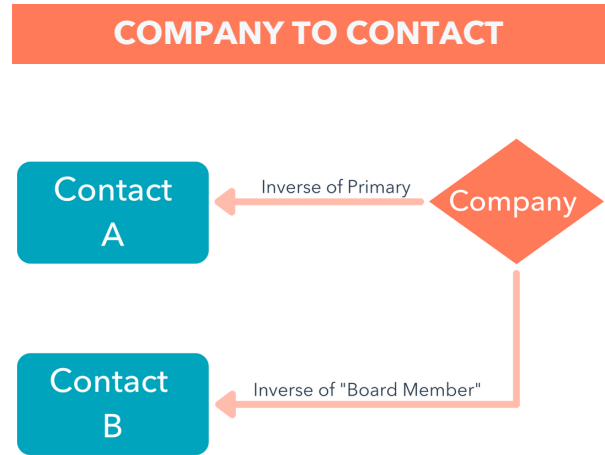 COMPANY TO CONTACT
Contact
A
Inverse of Primary
Company
Contact
B
Inverse of "Board Member"